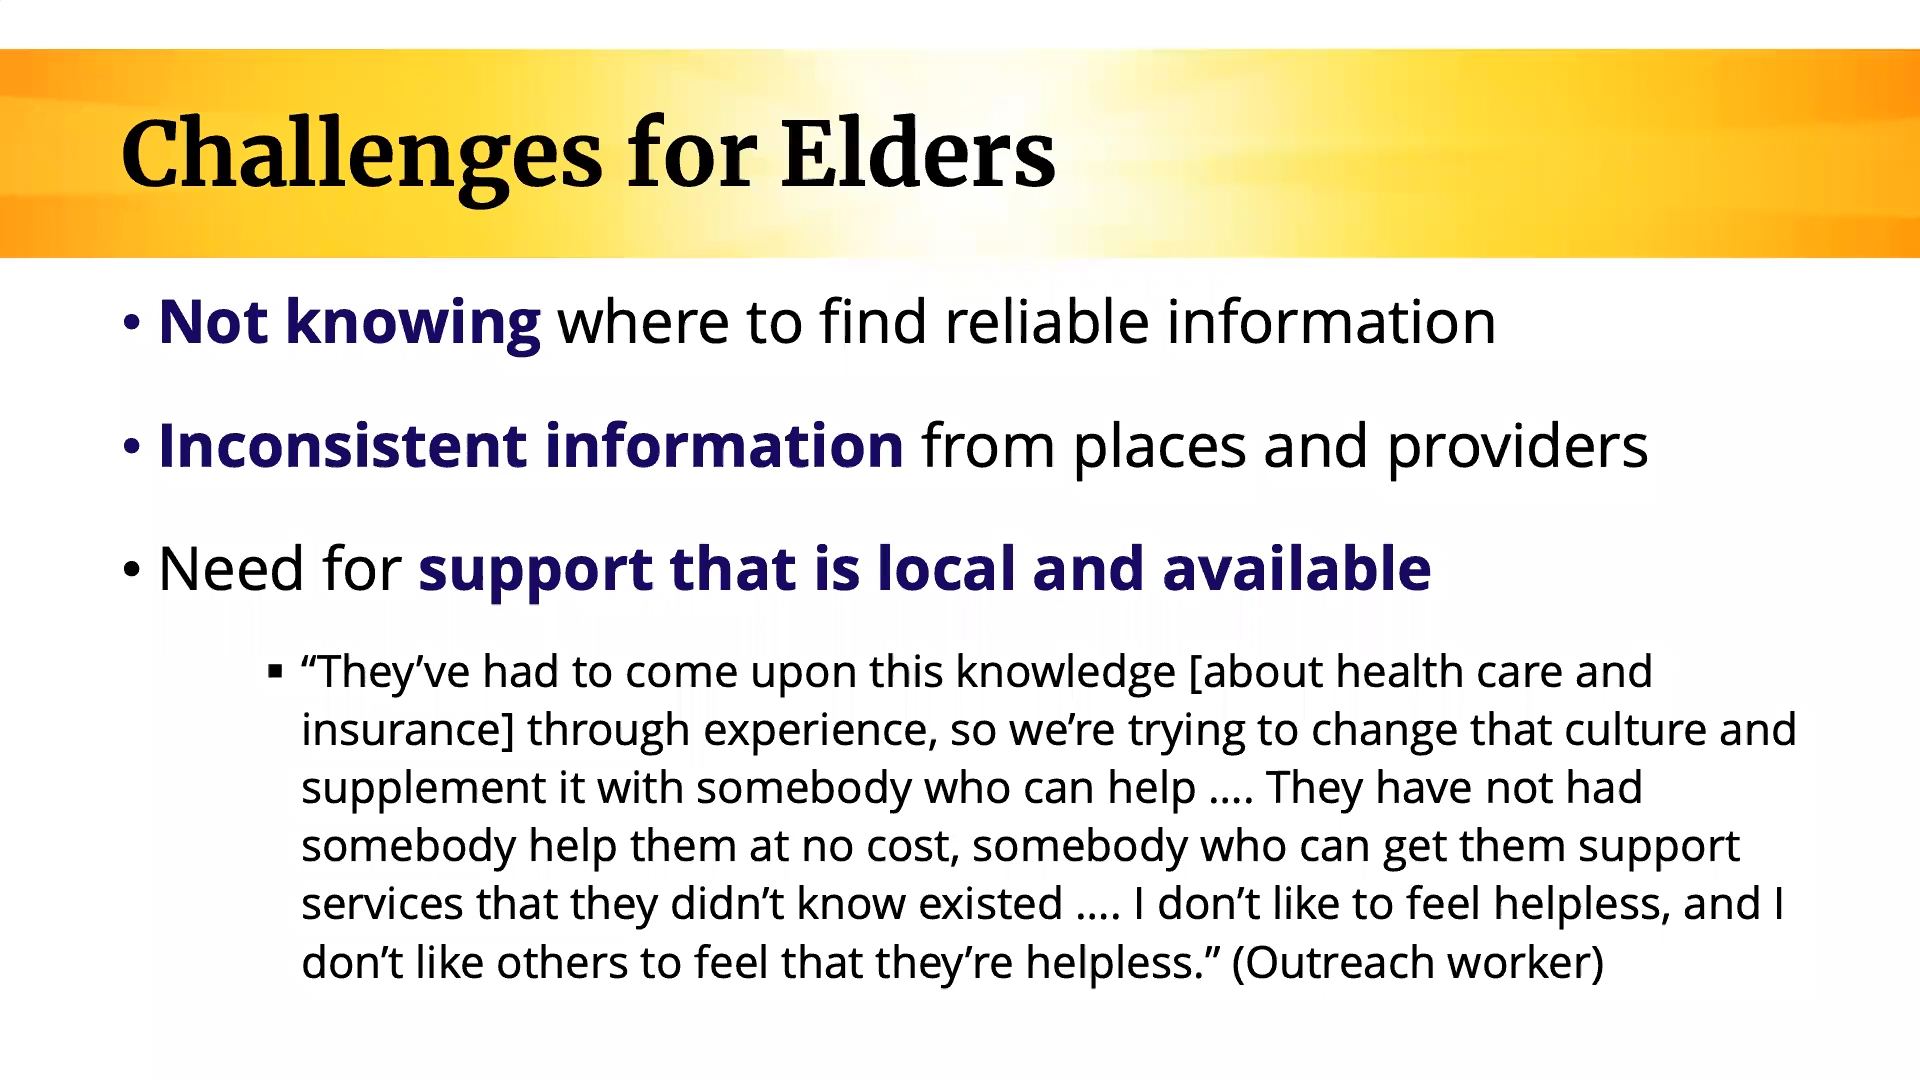 Challenges for Elders
• Not knowing where to find reliable information
• Inconsistent information from places and providers
• Need for support that is local and available
▪ “They’ve had to come upon this knowledge [about health care and
insurance] through experience, so we’re trying to change that culture and
supplement it with somebody who can help .... They have not had
somebody help them at no cost, somebody who can get them support
services that they didn’t know existed .... I don’t like to feel helpless, and I
don’t like others to feel that they’re helpless.” (Outreach worker)